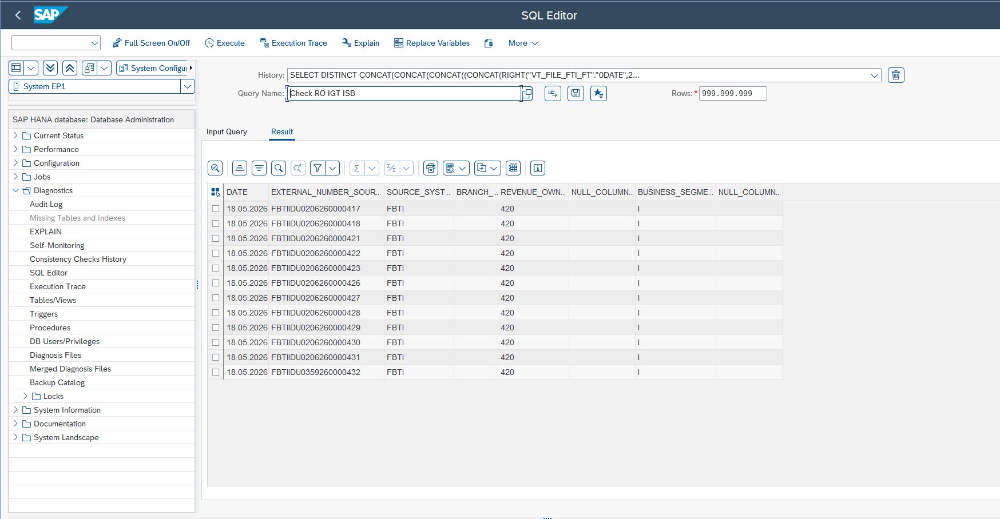 SAP
SQL Editor
Full Screen On/Off
Execute
Execution Trace
Explain
Replace Variables
More
System Configu
System EP1
History:
SELECT DISTINCT CONCAT(CONCAT(CONCAT((CONCAT(RIGHT("VT_FILE_FTI_FT"."0DATE",2...
Query Name:
Check RO IGT ISB
Rows:*
999.999.999
SAP HANA database: Database Administration
Current Status
Performance
Configuration
Jobs
Diagnostics
Audit Log
Missing Tables and Indexes
EXPLAIN
Self-Monitoring
Consistency Checks History
SQL Editor
Execution Trace
Tables/Views
Triggers
Procedures
DB Users/Privileges
Diagnosis Files
Merged Diagnosis Files
Backup Catalog
Locks
System Information
Documentation
System Landscape
Input Query
Result
DATE EXTERNAL_NUMBER_SOUR... SOURCE_SYST... BRANCH_... REVENUE_OWN... NULL_COLUMN... BUSINESS_SEGME... NULL_COLUMN...
18.05.2026 FBTIIDU0206260000417 FBTI 420 I
18.05.2026 FBTIIDU0206260000418 FBTI 420 I
18.05.2026 FBTIIDU0206260000421 FBTI 420 I
18.05.2026 FBTIIDU0206260000422 FBTI 420 I
18.05.2026 FBTIIDU0206260000423 FBTI 420 I
18.05.2026 FBTIIDU0206260000426 FBTI 420 I
18.05.2026 FBTIIDU0206260000427 FBTI 420 I
18.05.2026 FBTIIDU0206260000428 FBTI 420 I
18.05.2026 FBTIIDU0206260000429 FBTI 420 I
18.05.2026 FBTIIDU0206260000430 FBTI 420 I
18.05.2026 FBTIIDU0206260000431 FBTI 420 I
18.05.2026 FBTIIDU0359260000432 FBTI 420 I